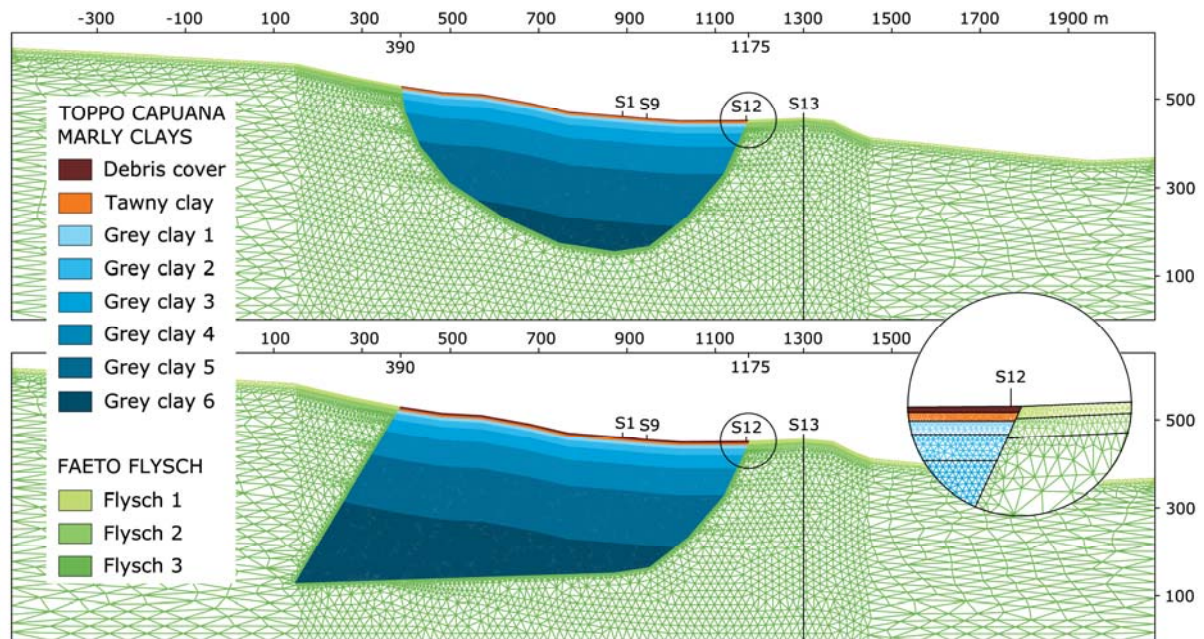 -300 -100 100 300 500 700 900 1100 1300 1500 1700 1900 m
390 1175
S1 S9 S12 S13
500
300
100
TOPPO CAPUANA
MARLY CLAYS
Debris cover
Tawny clay
Grey clay 1
Grey clay 2
Grey clay 3
Grey clay 4
Grey clay 5
Grey clay 6
FAETO FLYSCH
Flysch 1
Flysch 2
Flysch 3
100 300 500 700 900 1100 1300 1500
390 1175
S1 S9 S12 S13
S12
500
300
100